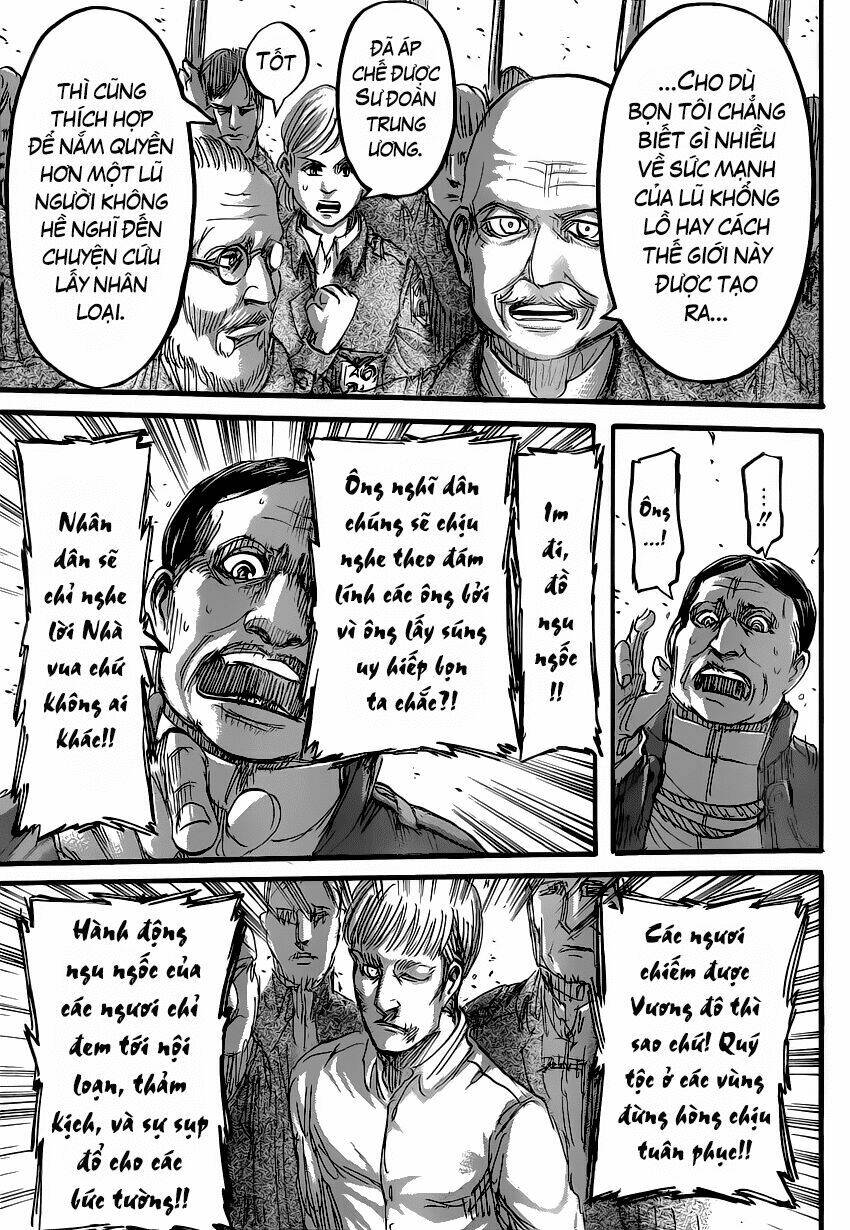 ...CHO DÙ
BỌN TÔI CHẲNG
BIẾT GÌ NHIỀU
VỀ SỨC MẠNH
CỦA LŨ KHỔNG
LỒ HAY CÁCH
THẾ GIỚI NÀY
ĐƯỢC TẠO
RA...
ĐÃ ÁP
CHẾ ĐƯỢC
SƯ ĐOÀN
TRUNG
ƯƠNG.
TỐT
THÌ CŨNG
THÍCH HỢP
ĐỂ NẮM QUYỀN
HƠN MỘT LŨ
NGƯỜI KHÔNG
HỀ NGHĨ ĐẾN
CHUYỆN CỨU
LẤY NHÂN
LOẠI.
...!!
Ông
...!
Im
đi,
đồ
ngu
ngốc
!!
Ông nghĩ dân
chúng sẽ chịu
nghe theo đám
lính các ông bởi
vì ông lấy súng
uy hiếp bọn
ta chắc?!
Nhân
dân sẽ
chỉ nghe
lời Nhà
vua chứ
không ai
khác!!
Các ngươi
chiếm được
Vương đô thì
sao chứ! Quý
tộc ở các vùng
đừng hòng chịu
tuân phục!!
Hành động
ngu ngốc của
các ngươi chỉ
đem tới nội
loạn, thảm
kịch, và sự sụp
đổ cho các
bức tường!!